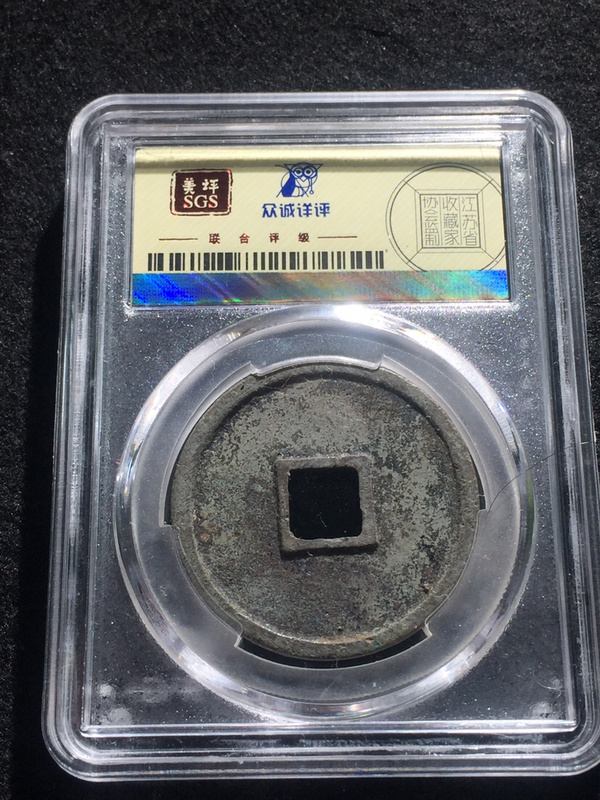 美评
SGS
众诚详评
联合评级
江苏省
收藏家
协会监制